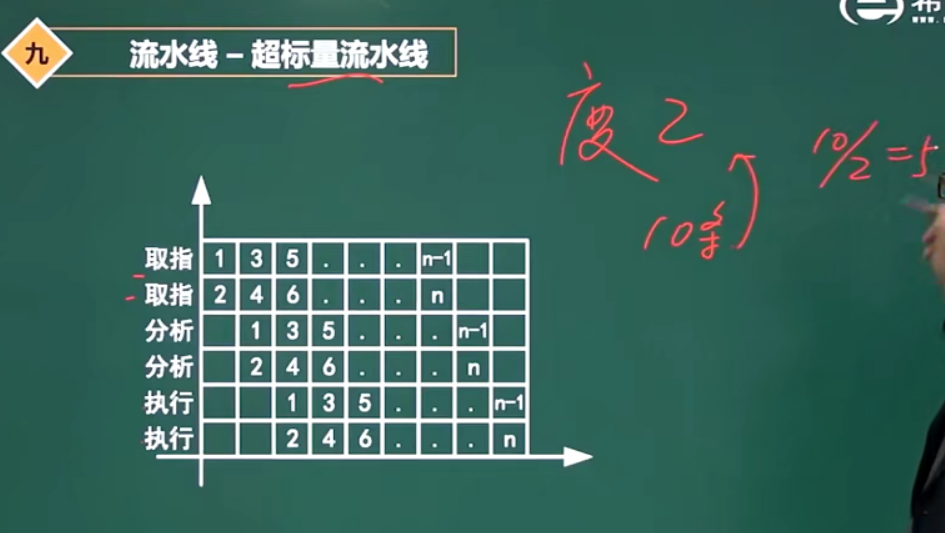 九
流水线 – 超标量流水线
度 2
10条
10/2=5
取指 1 3 5 . . . n-1
取指 2 4 6 . . . n
分析 1 3 5 . . . n-1
分析 2 4 6 . . . n
执行 1 3 5 . . . n-1
执行 2 4 6 . . . n